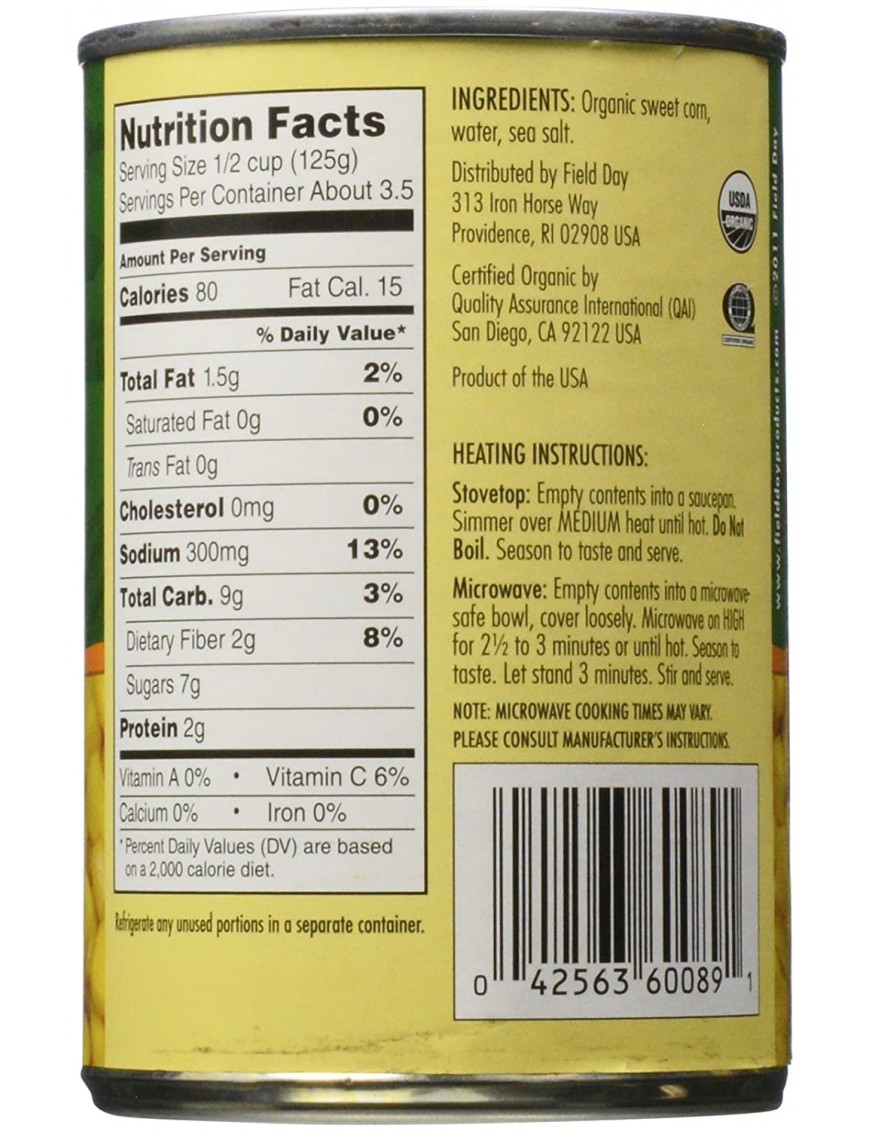 Nutrition Facts
Serving Size 1/2 cup (125g)
Servings Per Container About 3.5
Amount Per Serving
Calories 80 Fat Cal. 15
% Daily Value*
Total Fat 1.5g 2%
Saturated Fat 0g 0%
Trans Fat 0g
Cholesterol 0mg 0%
Sodium 300mg 13%
Total Carb. 9g 3%
Dietary Fiber 2g 8%
Sugars 7g
Protein 2g
Vitamin A 0% • Vitamin C 6%
Calcium 0% • Iron 0%
*Percent Daily Values (DV) are based
on a 2,000 calorie diet.
Refrigerate any unused portions in a separate container.
INGREDIENTS: Organic sweet corn,
water, sea salt.
Distributed by Field Day
313 Iron Horse Way
Providence, RI 02908 USA
Certified Organic by
Quality Assurance International (QAI)
San Diego, CA 92122 USA
Product of the USA
HEATING INSTRUCTIONS:
Stovetop: Empty contents into a saucepan.
Simmer over MEDIUM heat until hot. Do Not
Boil. Season to taste and serve.
Microwave: Empty contents into a microwave-
safe bowl, cover loosely. Microwave on HIGH
for 2½ to 3 minutes or until hot. Season to
taste. Let stand 3 minutes. Stir and serve.
NOTE: MICROWAVE COOKING TIMES MAY VARY.
PLEASE CONSULT MANUFACTURER'S INSTRUCTIONS.
0 42563 60089 1
USDA
ORGANIC
CERTIFIED ORGANIC
www.fielddayproducts.com ©2011 Field Day